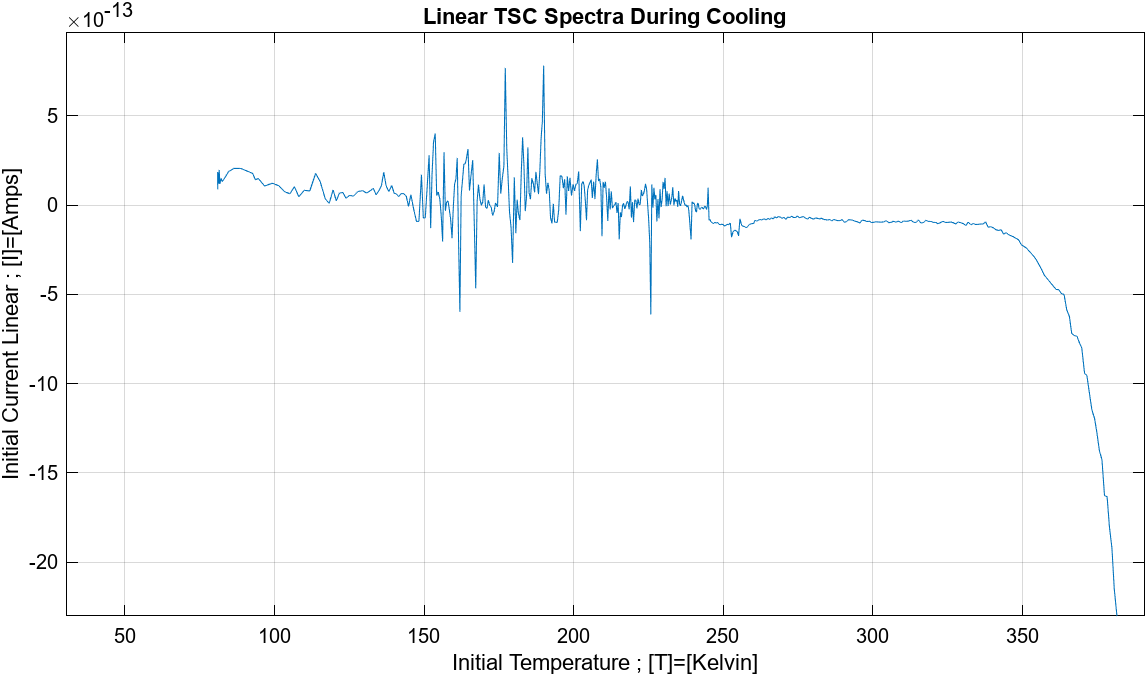 Linear TSC Spectra During Cooling
×10-13
5
0
-5
-10
-15
-20
Initial Current Linear ; [I]=[Amps]
50 100 150 200 250 300 350
Initial Temperature ; [T]=[Kelvin]